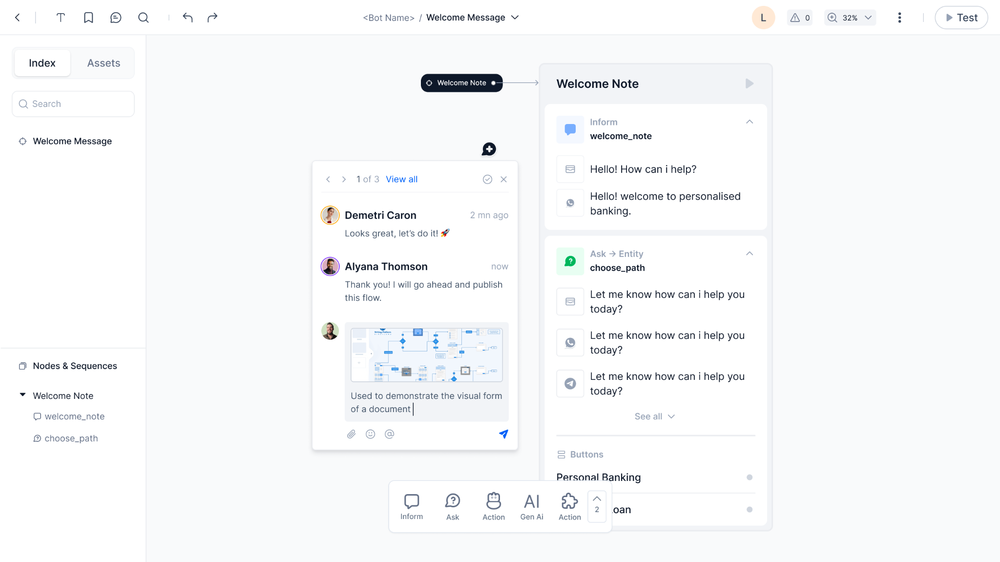 <Bot Name> / Welcome Message
L
0
32%
Test
Index
Assets
Search
Welcome Message
Nodes & Sequences
Welcome Note
welcome_note
choose_path
Welcome Note
1 of 3 View all
Demetri Caron
2 mn ago
Looks great, let's do it! 🚀
Alyana Thomson
now
Thank you! I will go ahead and publish
this flow.
Writing Platform
Used to demonstrate the visual form
of a document
Welcome Note
Inform
welcome_note
Hello! How can i help?
Hello! welcome to personalised
banking.
Ask → Entity
choose_path
Let me know how can i help you
today?
Let me know how can i help you
today?
Let me know how can i help you
today?
See all
Buttons
Personal Banking
Inform
Ask
Action
AI
Gen Ai
Action
2